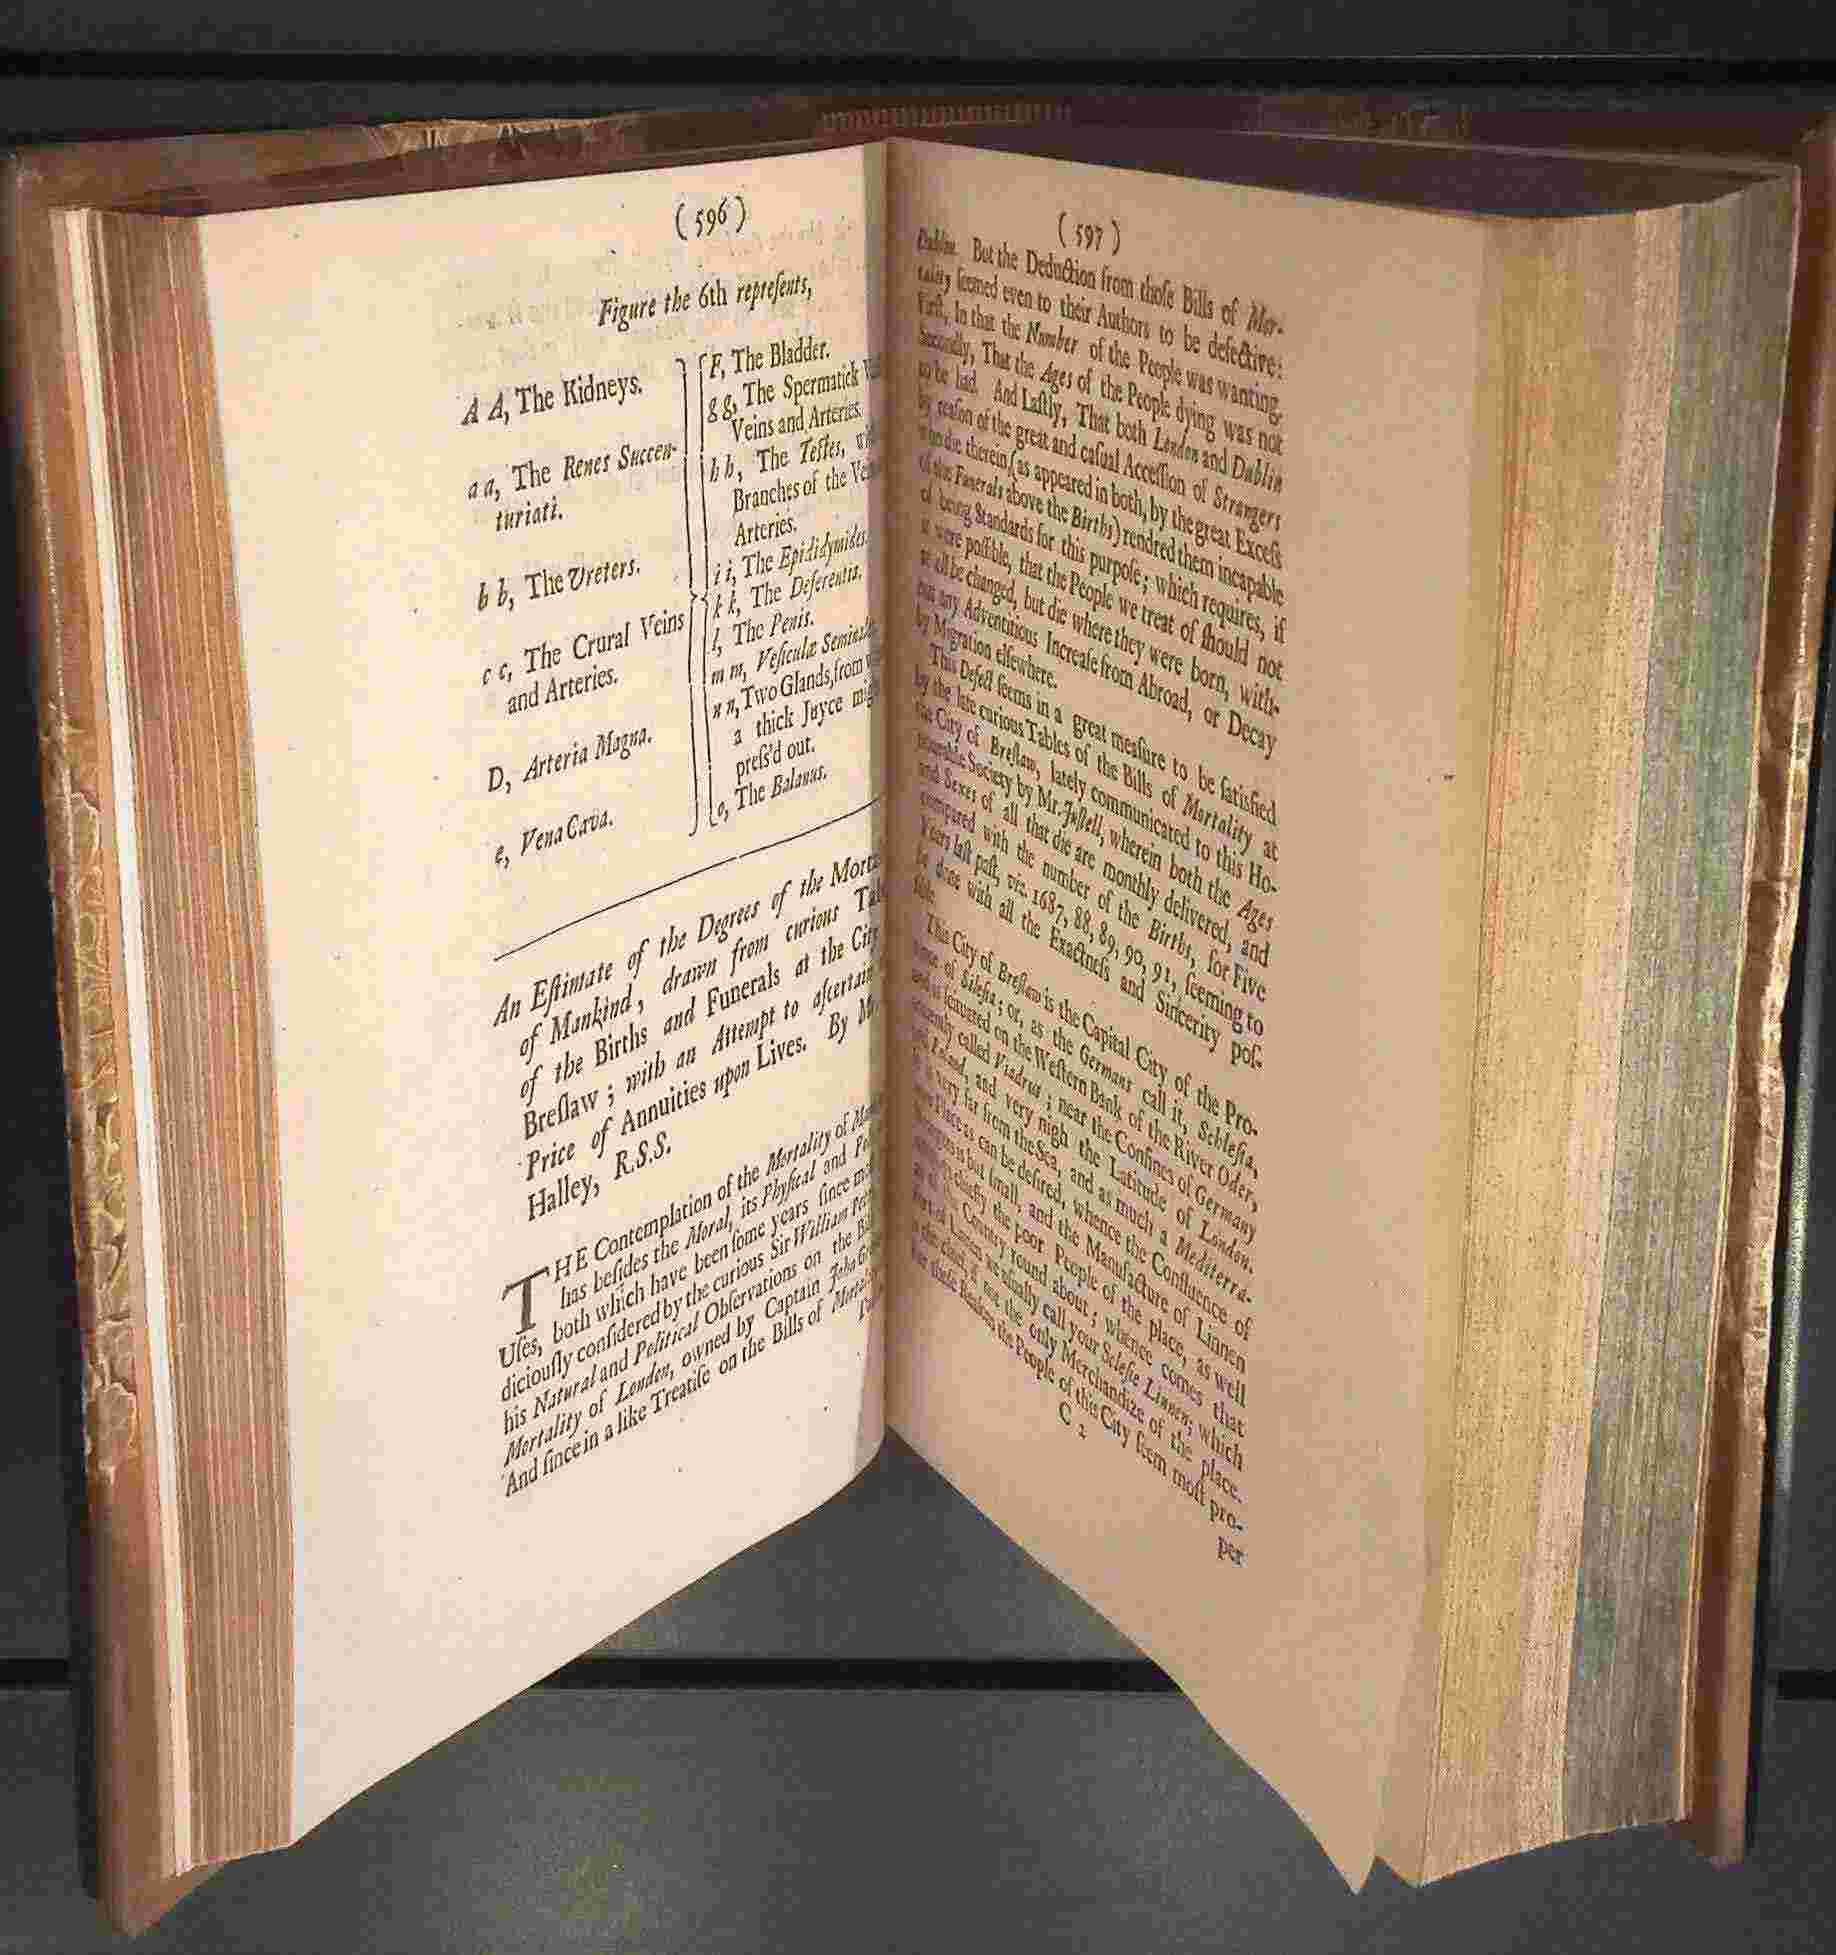 (596)
Figure the 6th repreſents,
A A, The Kidneys.
a a, The Renes Succen-
turiati.
b b, The Ureters.
c c, The Crural Veins
and Arteries.
D, Arteria Magna.
e, Vena Cava.
F, The Bladder.
g g, The Spermatick
Veins and Arteries.
h h, The Teſtes,
Branches of the
Arteries.
i i, The Epididymides.
k k, The Deferentia.
l, The Penis.
m m, Veſiculæ
n n, Two Glands, from
a thick Juyce
preſs'd out.
o, The Balanus.
An Eſtimate of the Degrees of the
of Mankind, drawn from curious
of the Births and Funerals at the City
Breſlaw; with an Attempt to aſcertain
Price of Annuities upon Lives. By
Halley, R.S.S.
THE Contemplation of the Mortality of
has beſides the Moral, its Phyſical and
Uſes, both which have been ſome years ſince
diciouſly conſidered by the curious Sir William
his Natural and Political Obſervations on the
Mortality of London, owned by Captain John
And ſince in a like Treatiſe on the Bills of
(597)
Dublin. But the Deduction from thoſe Bills of Mor-
tality ſeemed even to their Authors to be defective:
Firſt, In that the Number of the People was wanting.
Secondly, That the Ages of the People dying was not
to be had. And Laſtly, That both London and Dublin
by reaſon of the great and caſual Acceſſion of Strangers
who die therein, (as appeared in both, by the great Exceſs
of the Funerals above the Births) rendred them incapable
of being Standards for this purpoſe; which requires, if
it were poſſible, that the People we treat of ſhould not
at all be changed, but die where they were born, with-
out any Adventitious Increaſe from Abroad, or Decay
by Migration elſewhere.
This Defect ſeems in a great meaſure to be ſatisfied
by the late curious Tables of the Bills of Mortality at
the City of Breſlaw, lately communicated to this Ho-
nourable Society by Mr. Juſtell, wherein both the Ages
and Sexes of all that die are monthly delivered, and
compared with the number of the Births, for Five
Years laſt paſt, viz. 1687, 88, 89, 90, 91, ſeeming to
be done with all the Exactneſs and Sincerity poſ-
ſible.
This City of Breſlaw is the Capital City of the Pro-
vince of Sileſia; or, as the Germans call it, Schleſia,
and is ſcituated on the Weſtern Bank of the River Oder,
anciently called Viadrus; near the Confines of Germany
and Poland, and very nigh the Latitude of London.
It is very far from the Sea, and as much a Mediterra-
nean Place as can be deſired, whence the Confluence of
Strangers is but ſmall, and the Manufacture of Linnen
employs chiefly the poor People of the place, as well
as of the Country round about; whence comes that
ſort of Linnen we uſually call your Sclefie Linnen; which
is the chief, if not the only Merchandize of the place.
For theſe Reaſons the People of this City ſeem moſt pro-
C 2
per